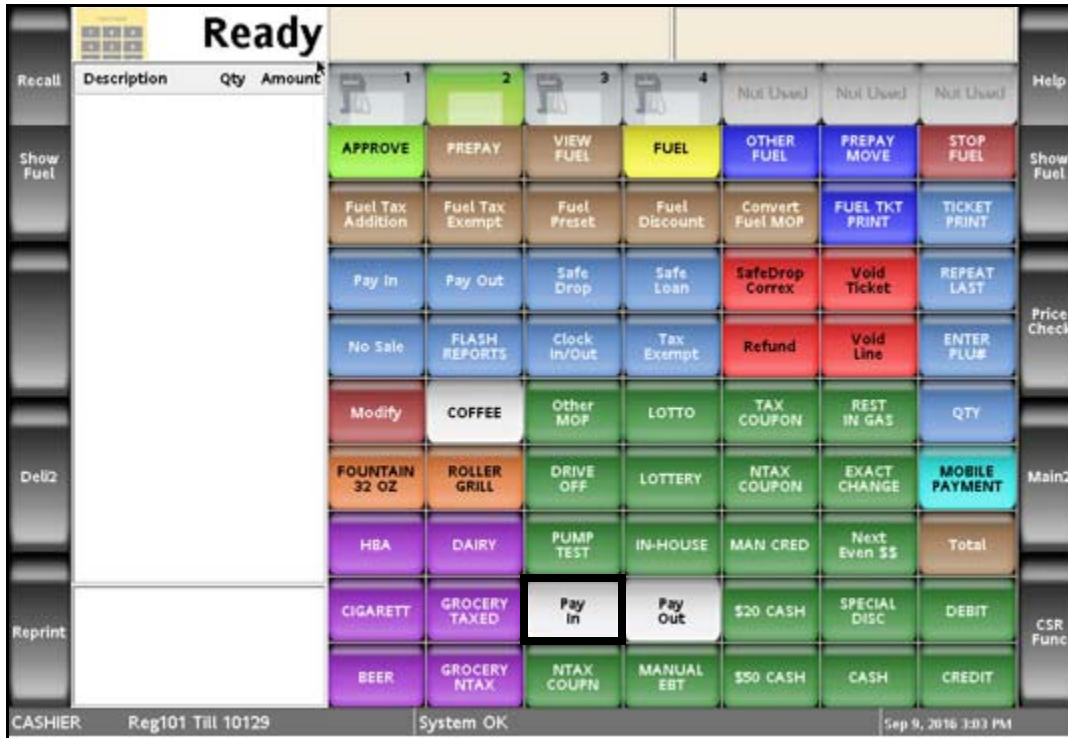 Ready
Recall
Description Qty Amount
1
2
3
4
Not Used
Not Used
Not Used
Help
Show
Fuel
APPROVE
PREPAY
VIEW
FUEL
FUEL
OTHER
FUEL
PREPAY
MOVE
STOP
FUEL
Show
Fuel
Fuel Tax
Addition
Fuel Tax
Exempt
Fuel
Preset
Fuel
Discount
Convert
Fuel MOP
FUEL TKT
PRINT
TICKET
PRINT
Pay In
Pay Out
Safe
Drop
Safe
Loan
SafeDrop
Correx
Void
Ticket
REPEAT
LAST
Price
Check
No Sale
FLASH
REPORTS
Clock
In/Out
Tax
Exempt
Refund
Void
Line
ENTER
PLU#
Modify
COFFEE
Other
MOP
LOTTO
TAX
COUPON
REST
IN GAS
QTY
Deli2
FOUNTAIN
32 OZ
ROLLER
GRILL
DRIVE
OFF
LOTTERY
NTAX
COUPON
EXACT
CHANGE
MOBILE
PAYMENT
Main2
HBA
DAIRY
PUMP
TEST
IN-HOUSE
MAN CRED
Next
Even $$
Total
Reprint
CIGARETT
GROCERY
TAXED
Pay
In
Pay
Out
$20 CASH
SPECIAL
DISC
DEBIT
CSR
Func
BEER
GROCERY
NTAX
NTAX
COUPN
MANUAL
EBT
$50 CASH
CASH
CREDIT
CASHIER Reg101 Till 10129 System OK Sep 9, 2016 3:03 PM